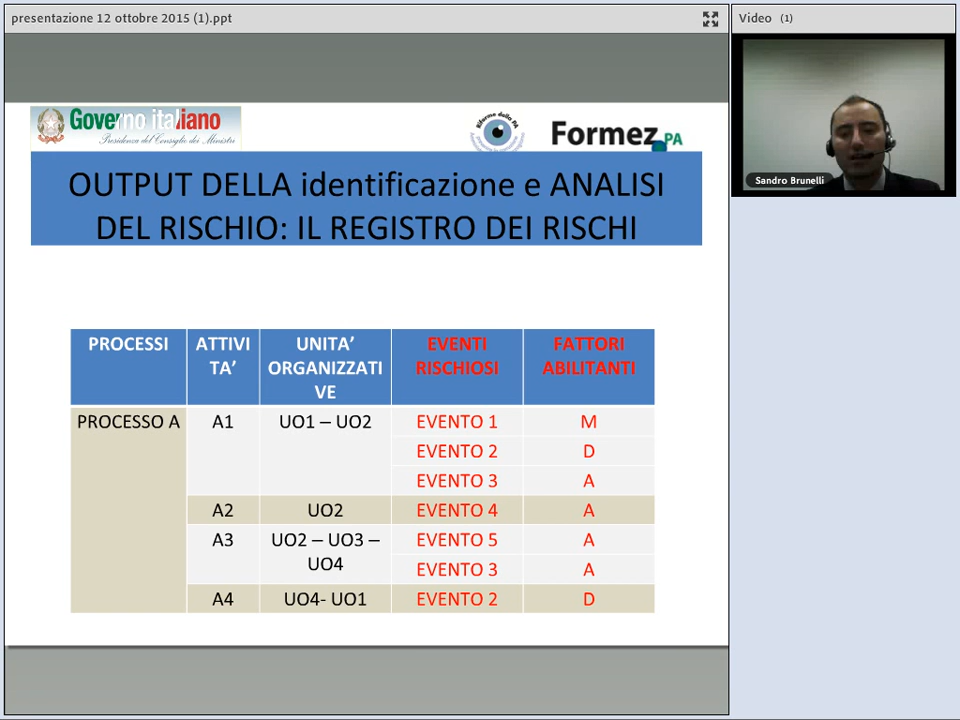 presentazione 12 ottobre 2015 (1).ppt
Video (1)
Governo italiano
Presidenza del Consiglio dei Ministri
Riforme della PA
Formez PA
OUTPUT DELLA identificazione e ANALISI
DEL RISCHIO: IL REGISTRO DEI RISCHI
Sandro Brunelli
PROCESSI ATTIVI UNITA’ EVENTI FATTORI
TA’ ORGANIZZATI RISCHIOSI ABILITANTI
VE
PROCESSO A A1 UO1 – UO2 EVENTO 1 M
EVENTO 2 D
EVENTO 3 A
A2 UO2 EVENTO 4 A
A3 UO2 – UO3 – EVENTO 5 A
UO4 EVENTO 3 A
A4 UO4- UO1 EVENTO 2 D